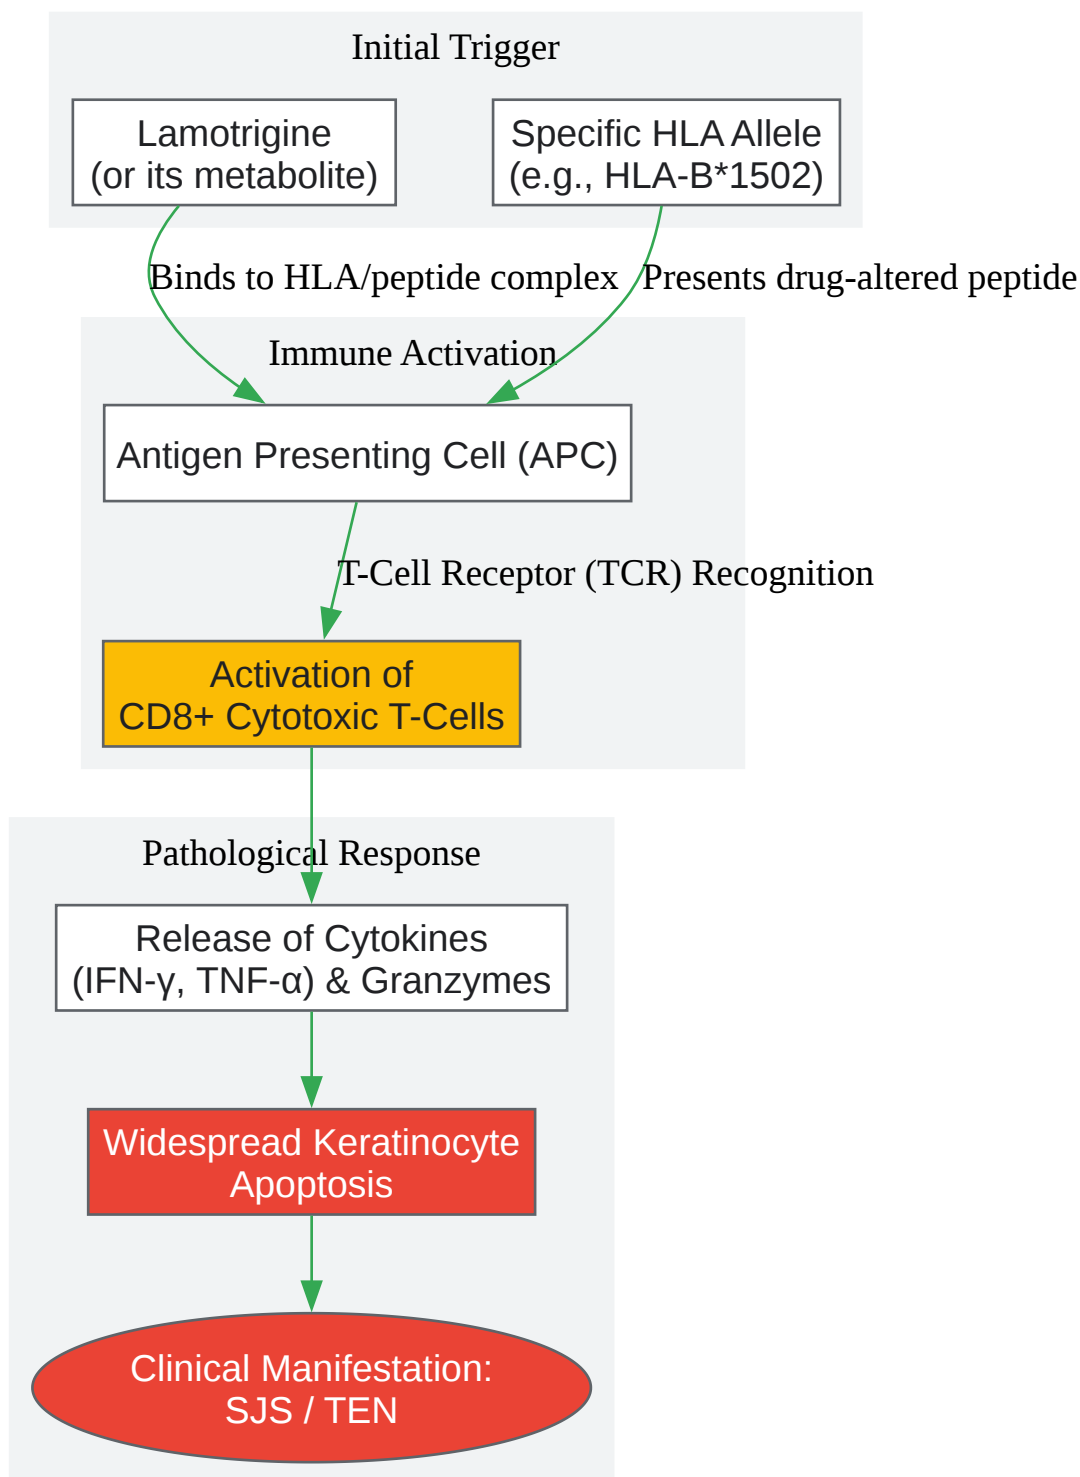 Initial Trigger
Lamotrigine
(or its metabolite)
Specific HLA Allele
(e.g., HLA-B*1502)
Binds to HLA/peptide complex
Presents drug-altered peptide
Immune Activation
Antigen Presenting Cell (APC)
T-Cell Receptor (TCR) Recognition
Activation of
CD8+ Cytotoxic T-Cells
Pathological Response
Release of Cytokines
(IFN-γ, TNF-α) & Granzymes
Widespread Keratinocyte
Apoptosis
Clinical Manifestation:
SJS / TEN